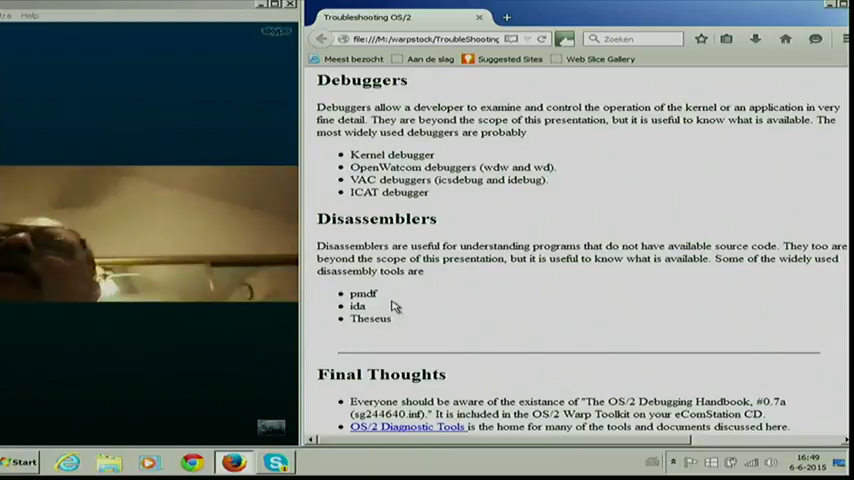 Help
skype
Troubleshooting OS/2
file:///M:/warpstock/TroubleShooting
Zoeken
Meest bezocht
Aan de slag
Suggested Sites
Web Slice Gallery
Debuggers
Debuggers allow a developer to examine and control the operation of the kernel or an application in very
fine detail. They are beyond the scope of this presentation, but it is useful to know what is available. The
most widely used debuggers are probably
Kernel debugger
OpenWatcom debuggers (wdw and wd).
VAC debuggers (icsdebug and idebug).
ICAT debugger
Disassemblers
Disassemblers are useful for understanding programs that do not have available source code. They too are
beyond the scope of this presentation, but it is useful to know what is available. Some of the widely used
disassembly tools are
pmdf
ida
Theseus
Final Thoughts
Everyone should be aware of the existance of "The OS/2 Debugging Handbook, #0.7a
(sg244640.inf)." It is included in the OS/2 Warp Toolkit on your eComStation CD.
OS/2 Diagnostic Tools is the home for many of the tools and documents discussed here.
Start
16:49
6-6-2015